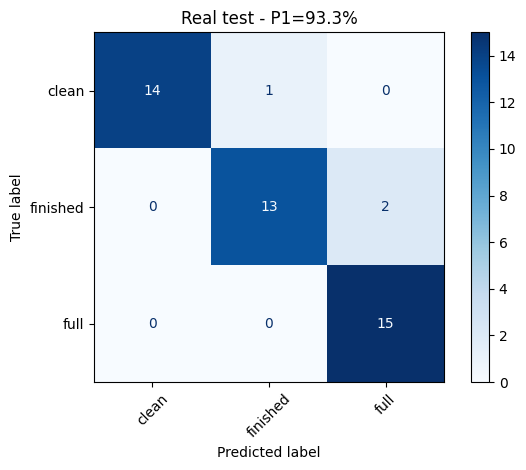 Real test - P1=93.3%
True label
clean 14 1 0
finished 0 13 2
full 0 0 15
clean finished full
Predicted label
14
12
10
8
6
4
2
0